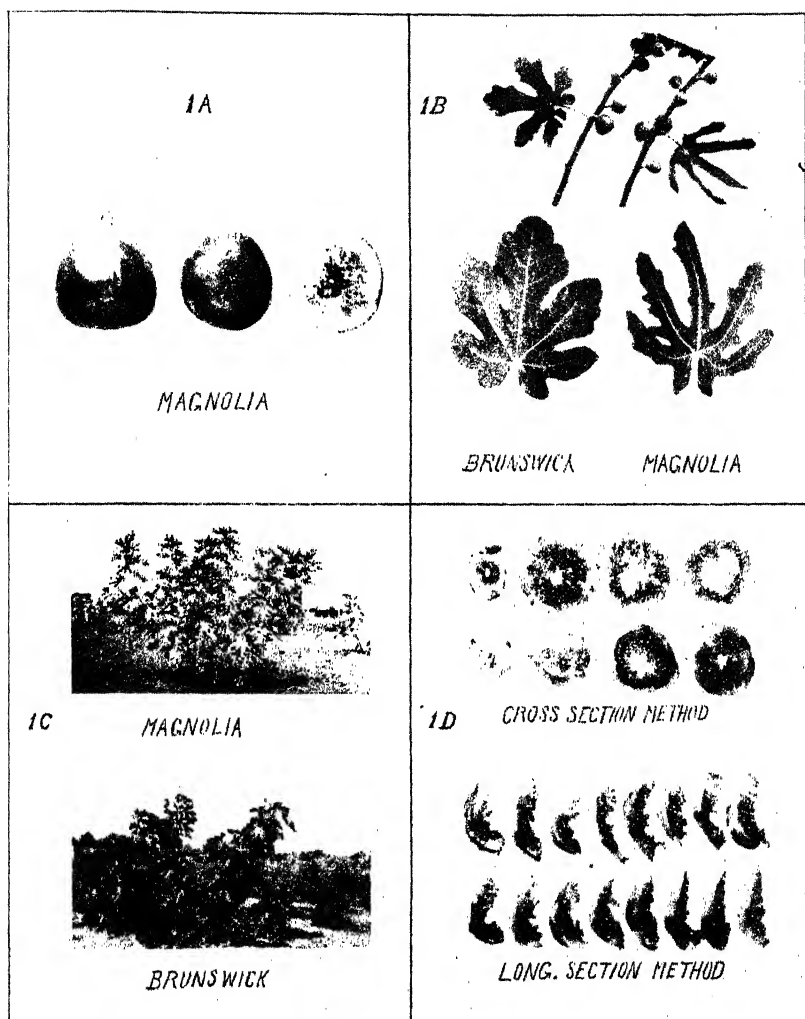 1A
MAGNOLIA
1B
BRUNSWICK
MAGNOLIA
1C
MAGNOLIA
BRUNSWICK
1D
CROSS SECTION METHOD
LONG. SECTION METHOD